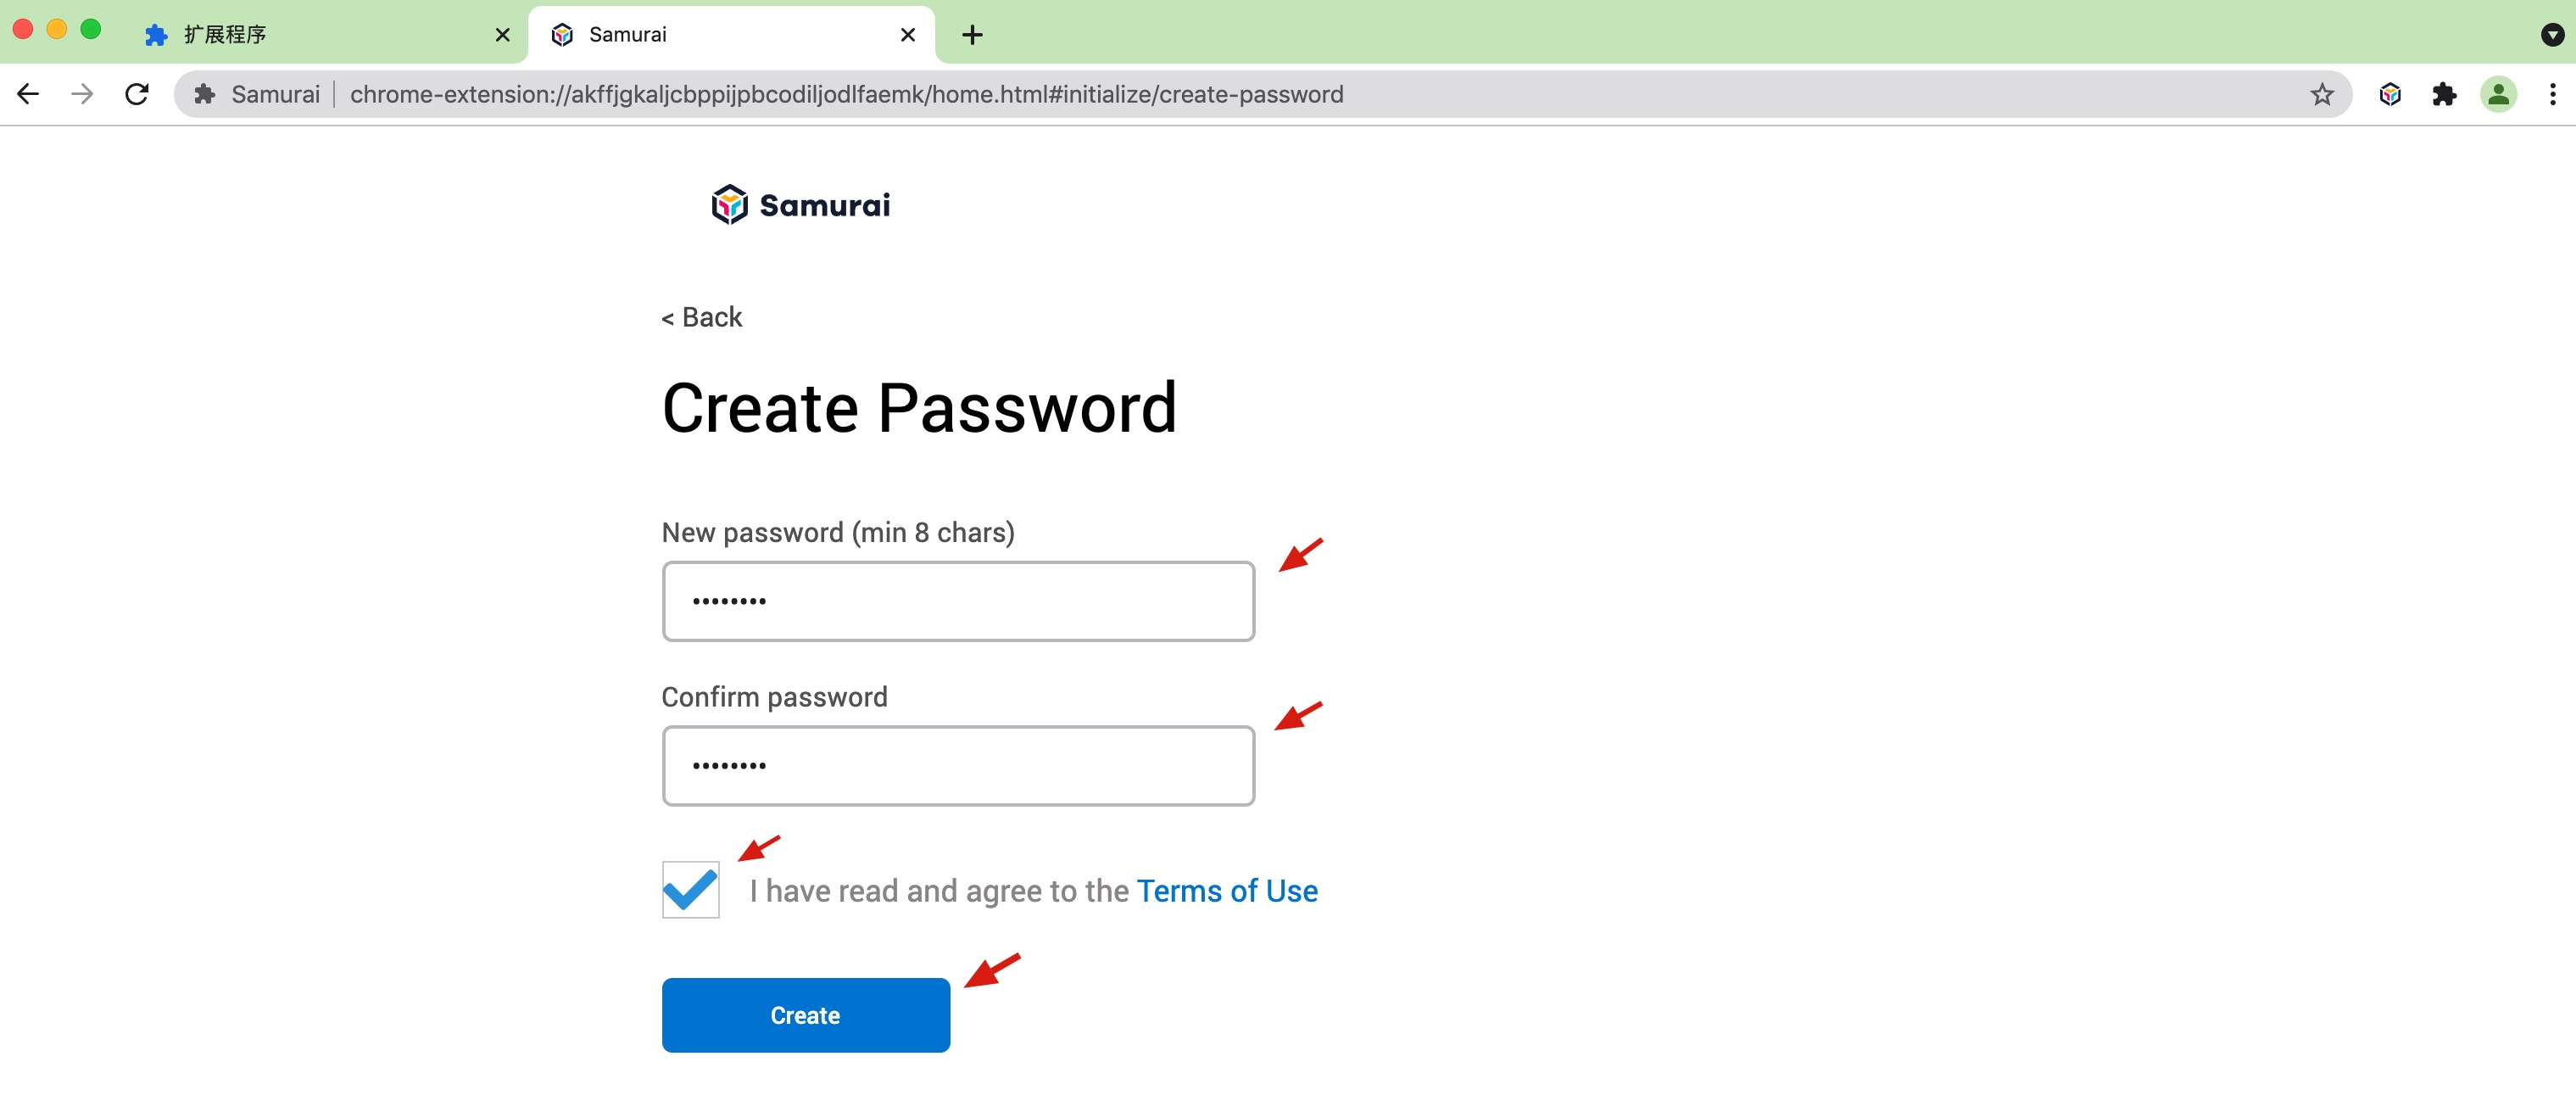 扩展程序
Samurai
Samurai
chrome-extension://akffjgkaljcbppijpbcodiljodlfaemk/home.html#initialize/create-password
Samurai
< Back
Create Password
New password (min 8 chars)
••••••••
Confirm password
••••••••
I have read and agree to the Terms of Use
Create